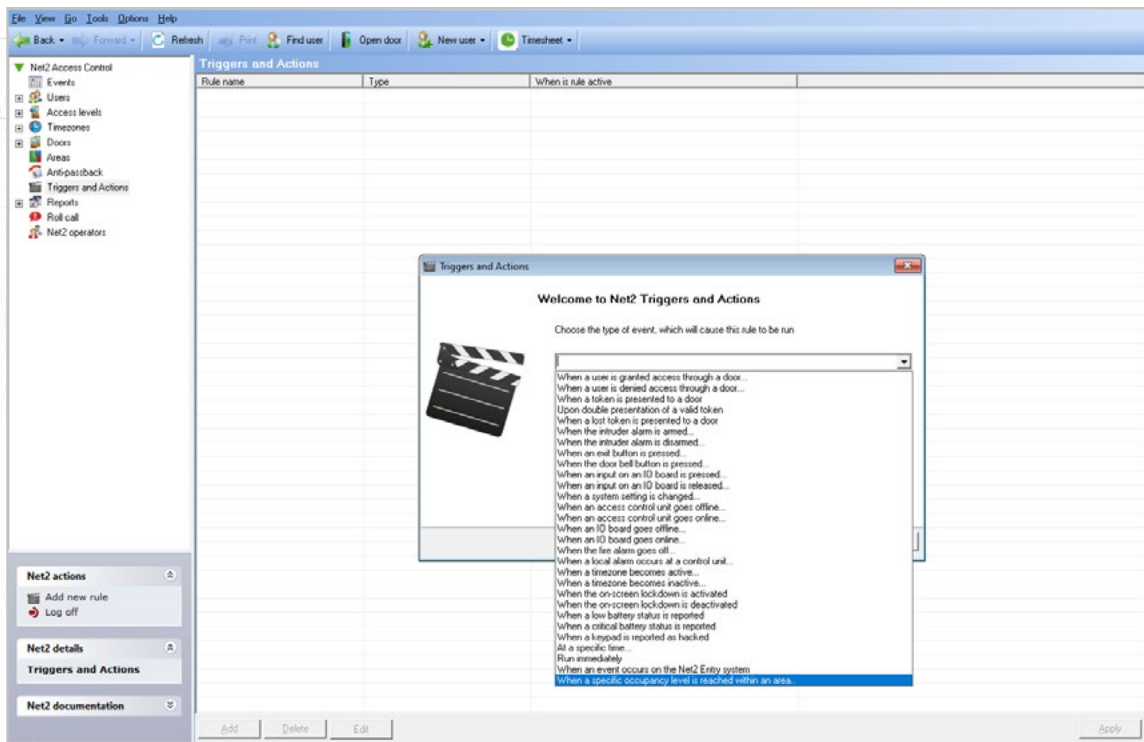 File View Go Tools Options Help
Back Forward Refresh Print Find user Open door New user Timesheet
Net2 Access Control
Events
Users
Access levels
Timezones
Doors
Areas
Anti-passback
Triggers and Actions
Reports
Roll call
Net2 operators
Net2 actions
Add new rule
Log off
Net2 details
Triggers and Actions
Net2 documentation
Triggers and Actions
Rule name Type When is rule active
Triggers and Actions
Welcome to Net2 Triggers and Actions
Choose the type of event, which will cause this rule to be run
When a user is granted access through a door...
When a user is denied access through a door...
When a token is presented to a door
Upon double presentation of a valid token
When a lost token is presented to a door
When the intruder alarm is armed...
When the intruder alarm is disarmed...
When an exit button is pressed...
When the door bell button is pressed...
When an input on an IO board is pressed...
When an input on an IO board is released...
When a system setting is changed...
When an access control unit goes offline...
When an access control unit goes online...
When an IO board goes offline...
When an IO board goes online...
When the fire alarm goes off...
When a local alarm occurs at a control unit...
When a timezone becomes active...
When a timezone becomes inactive...
When the on-screen lockdown is activated
When the on-screen lockdown is deactivated
When a low battery status is reported
When a critical battery status is reported
When a keypad is reported as hacked
At a specific time...
Run immediately
When an event occurs on the Net2 Entry system
When a specific occupancy level is reached within an area..
Add Delete Edit Apply